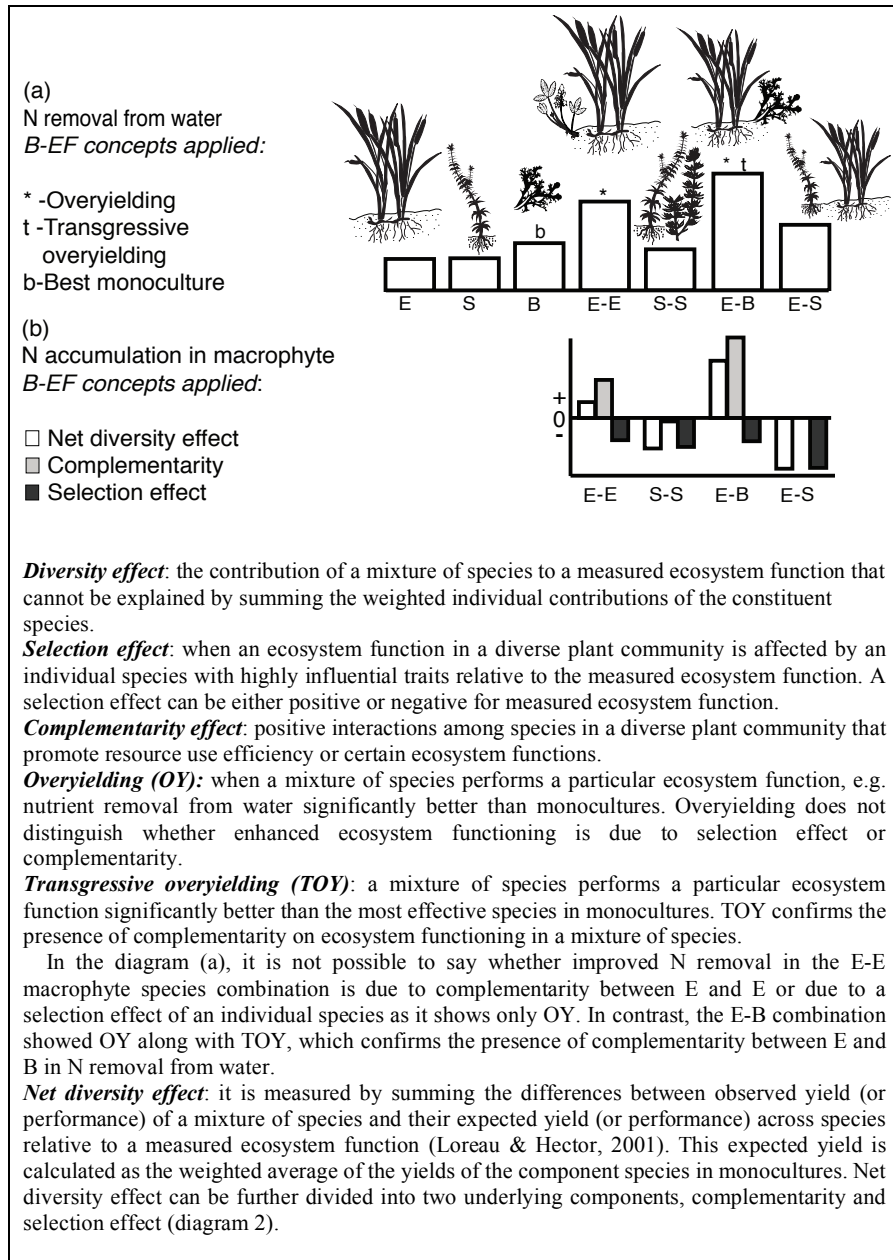 (a)
N removal from water
B-EF concepts applied:
* -Overyielding
t -Transgressive
overyielding
b-Best monoculture
b
*
* t
E S B E-E S-S E-B E-S
(b)
N accumulation in macrophyte
B-EF concepts applied:
□ Net diversity effect
Complementarity
Selection effect
+
0
-
E-E S-S E-B E-S
Diversity effect: the contribution of a mixture of species to a measured ecosystem function that
cannot be explained by summing the weighted individual contributions of the constituent
species.
Selection effect: when an ecosystem function in a diverse plant community is affected by an
individual species with highly influential traits relative to the measured ecosystem function. A
selection effect can be either positive or negative for measured ecosystem function.
Complementarity effect: positive interactions among species in a diverse plant community that
promote resource use efficiency or certain ecosystem functions.
Overyielding (OY): when a mixture of species performs a particular ecosystem function, e.g.
nutrient removal from water significantly better than monocultures. Overyielding does not
distinguish whether enhanced ecosystem functioning is due to selection effect or
complementarity.
Transgressive overyielding (TOY): a mixture of species performs a particular ecosystem
function significantly better than the most effective species in monocultures. TOY confirms the
presence of complementarity on ecosystem functioning in a mixture of species.
In the diagram (a), it is not possible to say whether improved N removal in the E-E
macrophyte species combination is due to complementarity between E and E or due to a
selection effect of an individual species as it shows only OY. In contrast, the E-B combination
showed OY along with TOY, which confirms the presence of complementarity between E and
B in N removal from water.
Net diversity effect: it is measured by summing the differences between observed yield (or
performance) of a mixture of species and their expected yield (or performance) across species
relative to a measured ecosystem function (Loreau & Hector, 2001). This expected yield is
calculated as the weighted average of the yields of the component species in monocultures. Net
diversity effect can be further divided into two underlying components, complementarity and
selection effect (diagram 2).